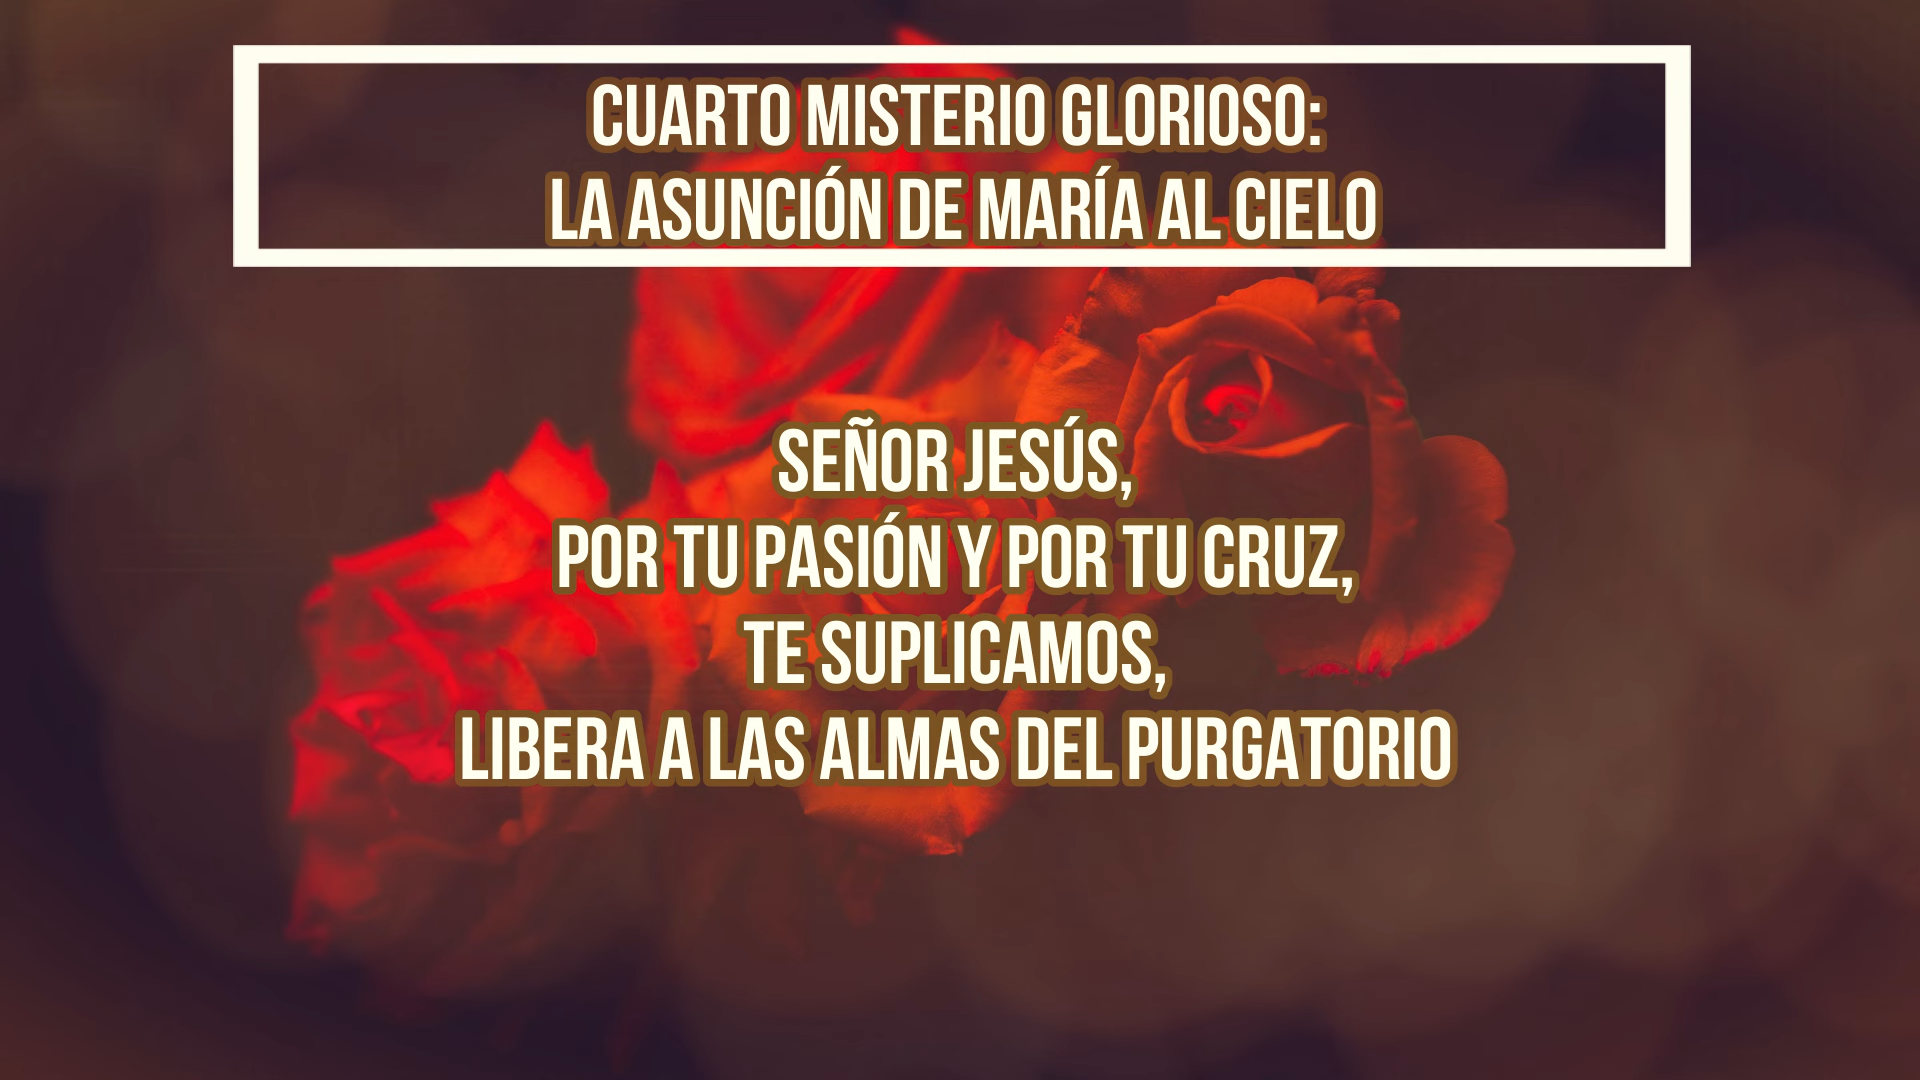 CUARTO MISTERIO GLORIOSO:
LA ASUNCIÓN DE MARÍA AL CIELO
SEÑOR JESÚS,
POR TU PASIÓN Y POR TU CRUZ,
TE SUPLICAMOS,
LIBERA A LAS ALMAS DEL PURGATORIO